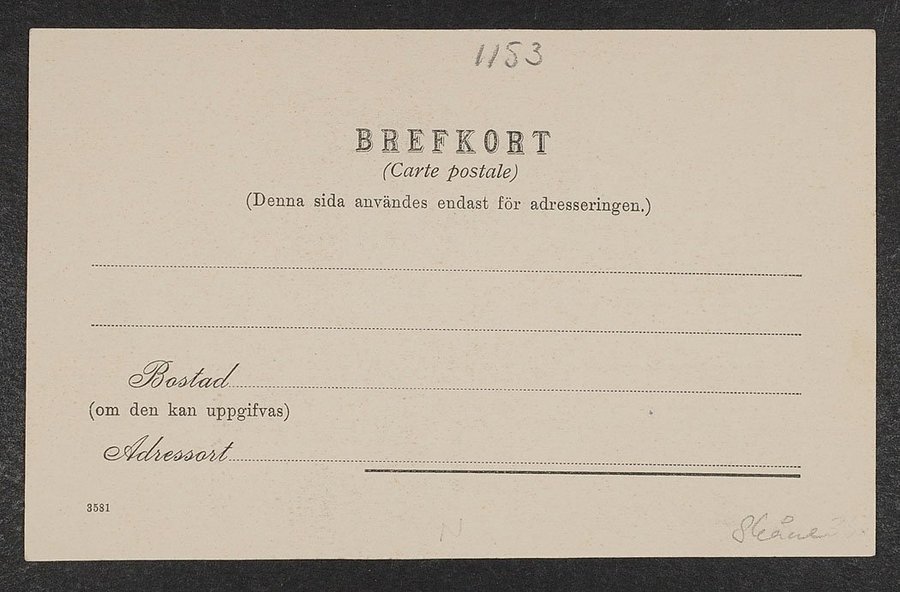 1153
BREFKORT
(Carte postale)
(Denna sida användes endast för adresseringen.)
Bostad
(om den kan uppgifvas)
Adressort
3581
N
Skåne